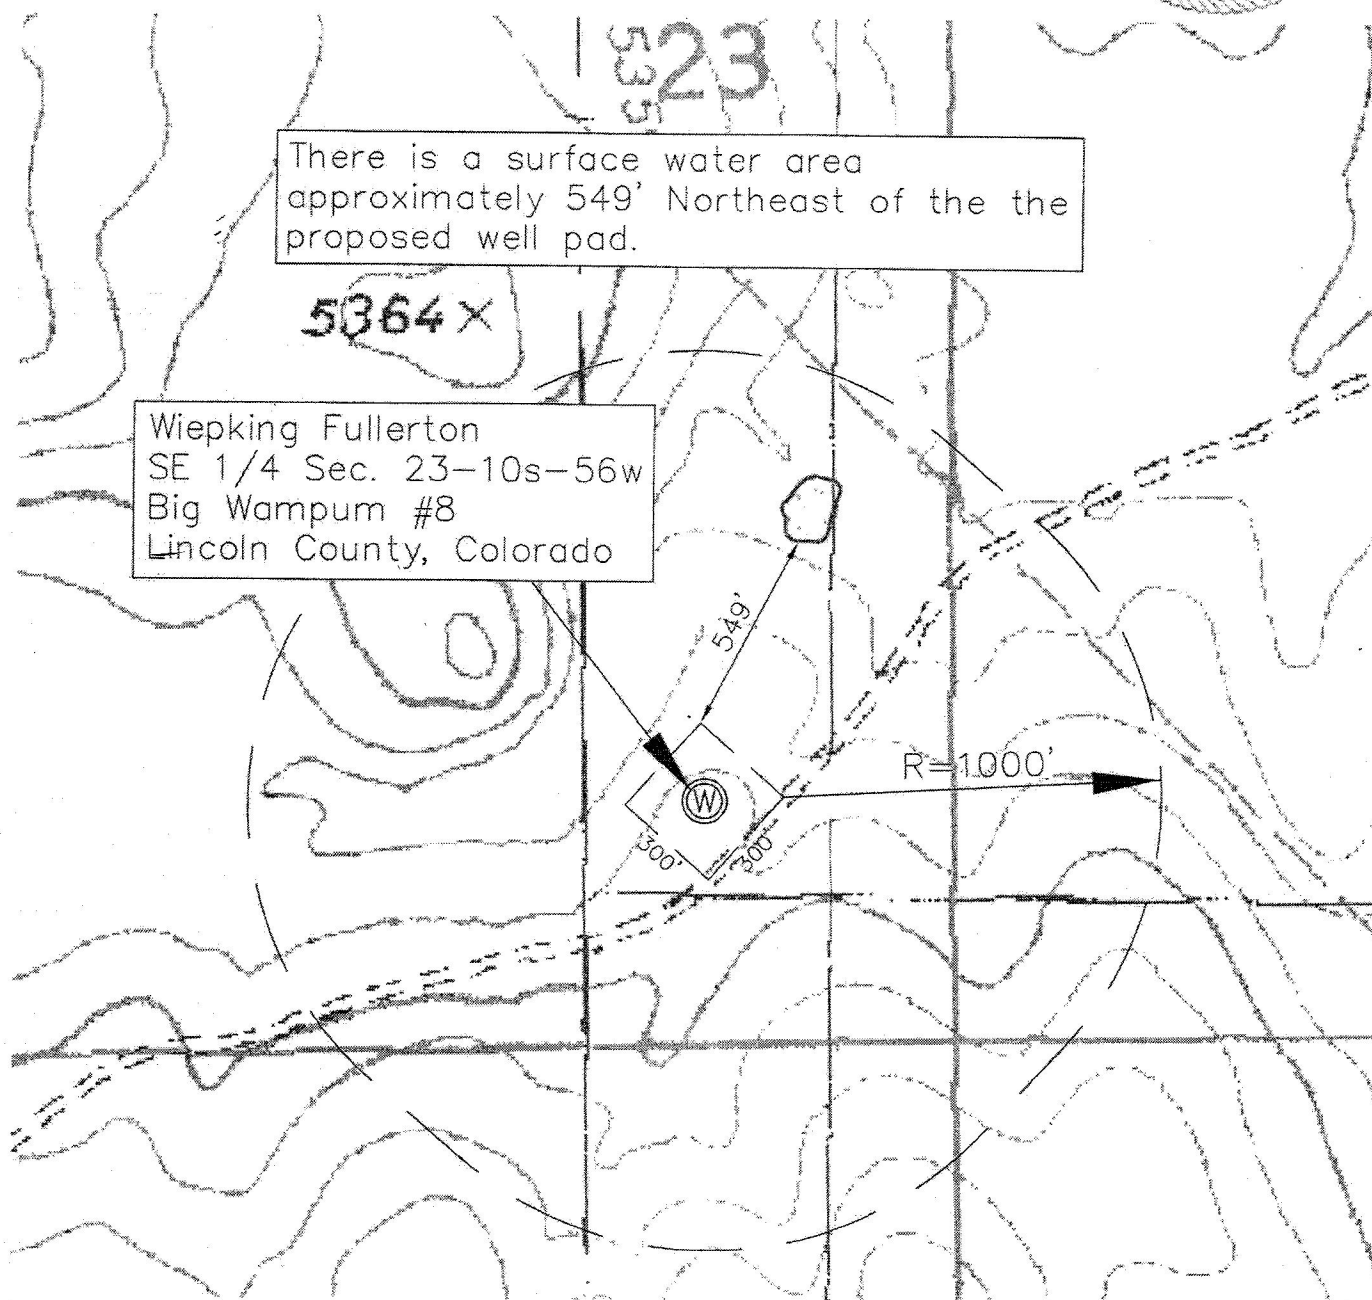 23
535
There is a surface water area
approximately 549' Northeast of the the
proposed well pad.
5364 X
Wiepking Fullerton
SE 1/4 Sec. 23-10s-56w
Big Wampum #8
Lincoln County, Colorado
549'
R=1000'
W
300'
300'